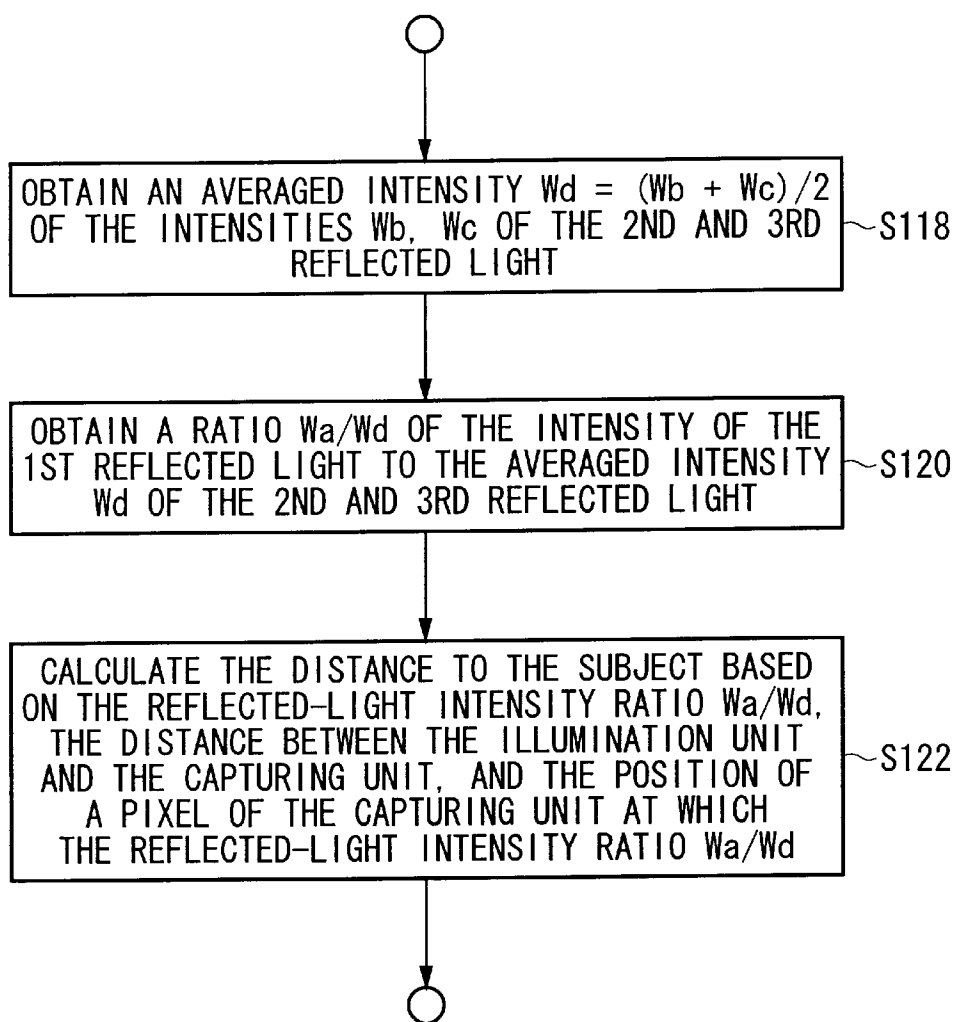 OBTAIN AN AVERAGED INTENSITY Wd = (Wb + Wc)/2
OF THE INTENSITIES Wb, Wc OF THE 2ND AND 3RD
REFLECTED LIGHT
S118
OBTAIN A RATIO Wa/Wd OF THE INTENSITY OF THE
1ST REFLECTED LIGHT TO THE AVERAGED INTENSITY
Wd OF THE 2ND AND 3RD REFLECTED LIGHT
S120
CALCULATE THE DISTANCE TO THE SUBJECT BASED
ON THE REFLECTED-LIGHT INTENSITY RATIO Wa/Wd,
THE DISTANCE BETWEEN THE ILLUMINATION UNIT
AND THE CAPTURING UNIT, AND THE POSITION OF
A PIXEL OF THE CAPTURING UNIT AT WHICH
THE REFLECTED-LIGHT INTENSITY RATIO Wa/Wd
S122